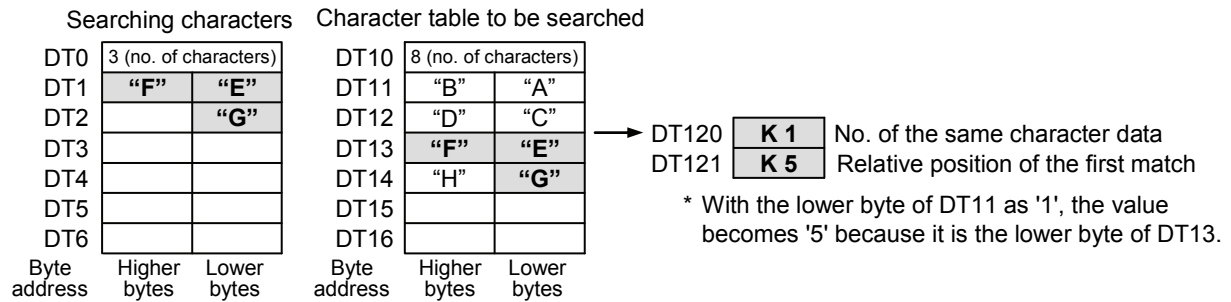 Searching characters Character table to be searched
DT0 3 (no. of characters) DT10 8 (no. of characters)
DT1 “F” “E” DT11 “B” “A”
DT2 “G” DT12 “D” “C”
DT3 DT13 “F” “E”
DT4 DT14 “H” “G”
DT5 DT15
DT6 DT16
Byte address Higher bytes Lower bytes Byte address Higher bytes Lower bytes
DT120 K 1 No. of the same character data
DT121 K 5 Relative position of the first match
* With the lower byte of DT11 as '1', the value
becomes '5' because it is the lower byte of DT13.